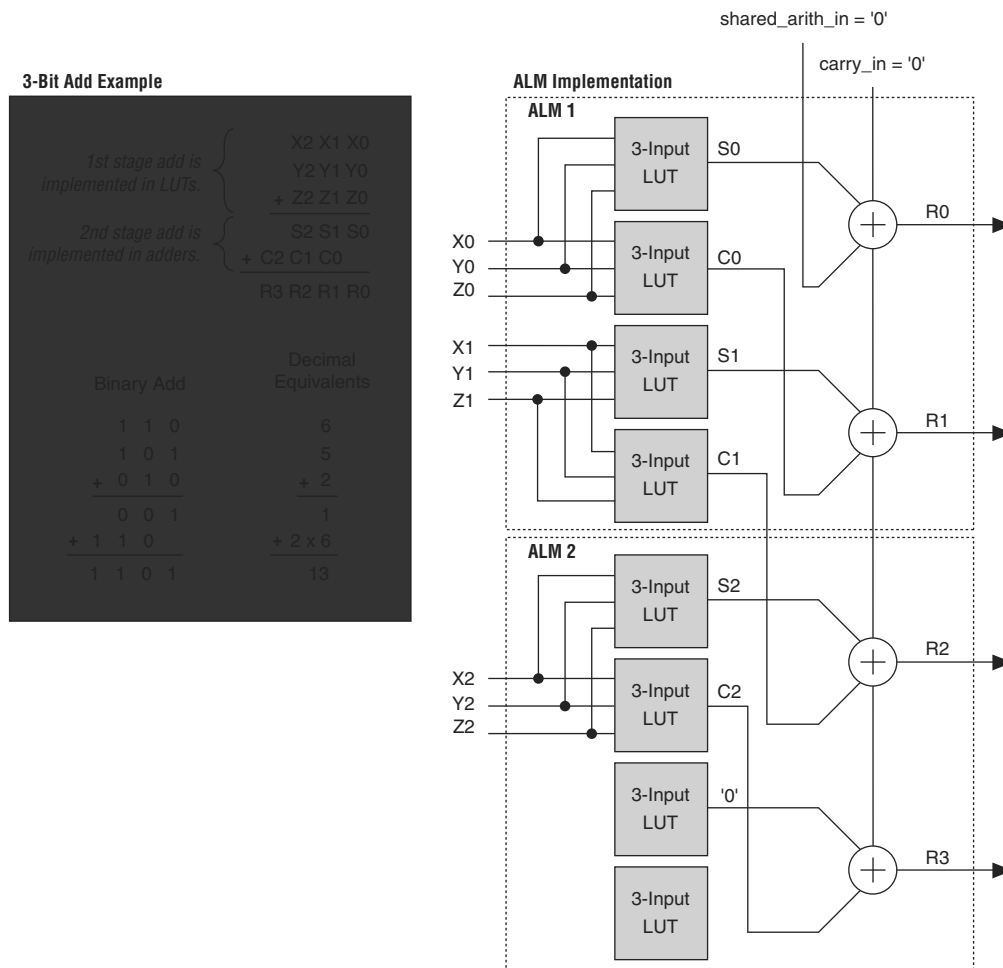 shared_arith_in = '0'
carry_in = '0'
3-Bit Add Example
1st stage add is
implemented in LUTs.
X2 X1 X0
Y2 Y1 Y0
+ Z2 Z1 Z0
2nd stage add is
implemented in adders.
S2 S1 S0
+ C2 C1 C0
R3 R2 R1 R0
Binary Add
Decimal
Equivalents
1 1 0
6
1 0 1
5
+ 0 1 0
+ 2
0 0 1
1
+ 1 1 0
+ 2 x 6
1 1 0 1
13
ALM Implementation
ALM 1
3-Input
LUT
S0
R0
X0
Y0
Z0
3-Input
LUT
C0
X1
Y1
Z1
3-Input
LUT
S1
R1
3-Input
LUT
C1
ALM 2
3-Input
LUT
S2
R2
X2
Y2
Z2
3-Input
LUT
C2
3-Input
LUT
'0'
R3
3-Input
LUT